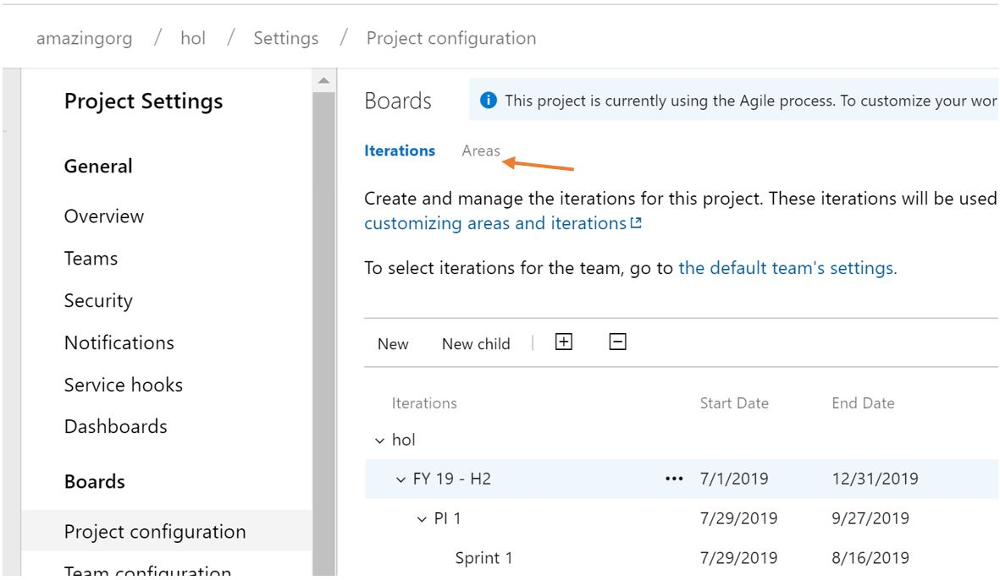 amazingorg / hol / Settings / Project configuration
Project Settings
General
Overview
Teams
Security
Notifications
Service hooks
Dashboards
Boards
Project configuration
Team configuration
Boards
This project is currently using the Agile process. To customize your wor
Iterations Areas
Create and manage the iterations for this project. These iterations will be used
customizing areas and iterations
To select iterations for the team, go to the default team's settings.
New New child
Iterations Start Date End Date
hol
FY 19 - H2 ••• 7/1/2019 12/31/2019
PI 1 7/29/2019 9/27/2019
Sprint 1 7/29/2019 8/16/2019